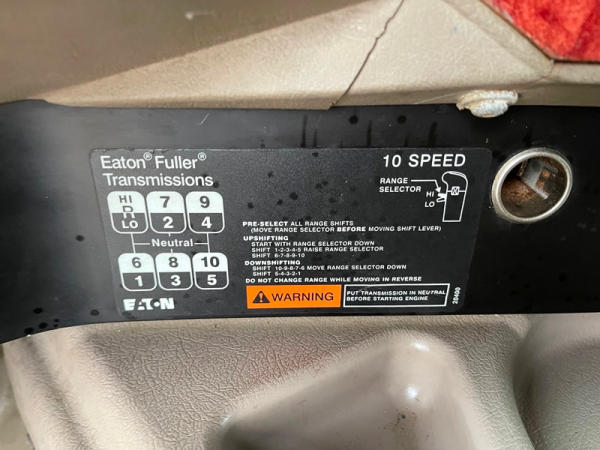 Eaton® Fuller®
Transmissions
10 SPEED
RANGE
SELECTOR
HI
LO
HI 7 9
R
LO 2 4
Neutral
6 8 10
1 3 5
EATON
PRE-SELECT ALL RANGE SHIFTS
(MOVE RANGE SELECTOR BEFORE MOVING SHIFT LEVER)
UPSHIFTING
START WITH RANGE SELECTOR DOWN
SHIFT 1-2-3-4-5 RAISE RANGE SELECTOR
SHIFT 6-7-8-9-10
DOWNSHIFTING
SHIFT 10-9-8-7-6 MOVE RANGE SELECTOR DOWN
SHIFT 5-4-3-2-1
DO NOT CHANGE RANGE WHILE MOVING IN REVERSE
WARNING
PUT TRANSMISSION IN NEUTRAL
BEFORE STARTING ENGINE
20400